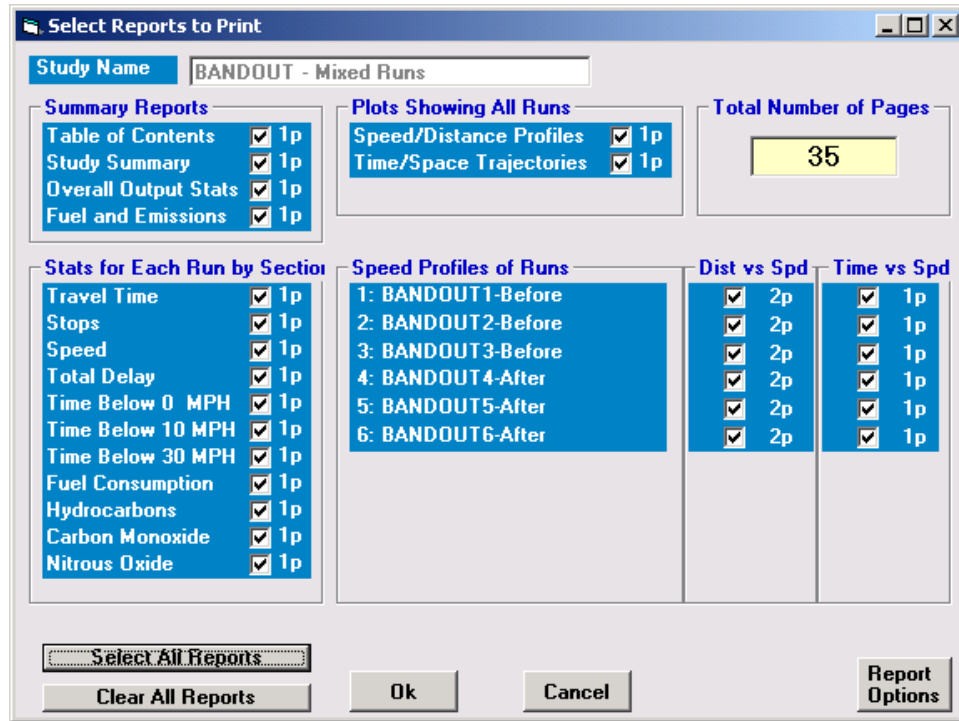 Select Reports to Print
Study Name BANDOUT - Mixed Runs
Summary Reports
Table of Contents 1p
Study Summary 1p
Overall Output Stats 1p
Fuel and Emissions 1p
Plots Showing All Runs
Speed/Distance Profiles 1p
Time/Space Trajectories 1p
Total Number of Pages
35
Stats for Each Run by Section
Travel Time 1p
Stops 1p
Speed 1p
Total Delay 1p
Time Below 0 MPH 1p
Time Below 10 MPH 1p
Time Below 30 MPH 1p
Fuel Consumption 1p
Hydrocarbons 1p
Carbon Monoxide 1p
Nitrous Oxide 1p
Speed Profiles of Runs Dist vs Spd Time vs Spd
1: BANDOUT1-Before 2p 1p
2: BANDOUT2-Before 2p 1p
3: BANDOUT3-Before 2p 1p
4: BANDOUT4-After 2p 1p
5: BANDOUT5-After 2p 1p
6: BANDOUT6-After 2p 1p
Select All Reports
Clear All Reports
Ok
Cancel
Report
Options